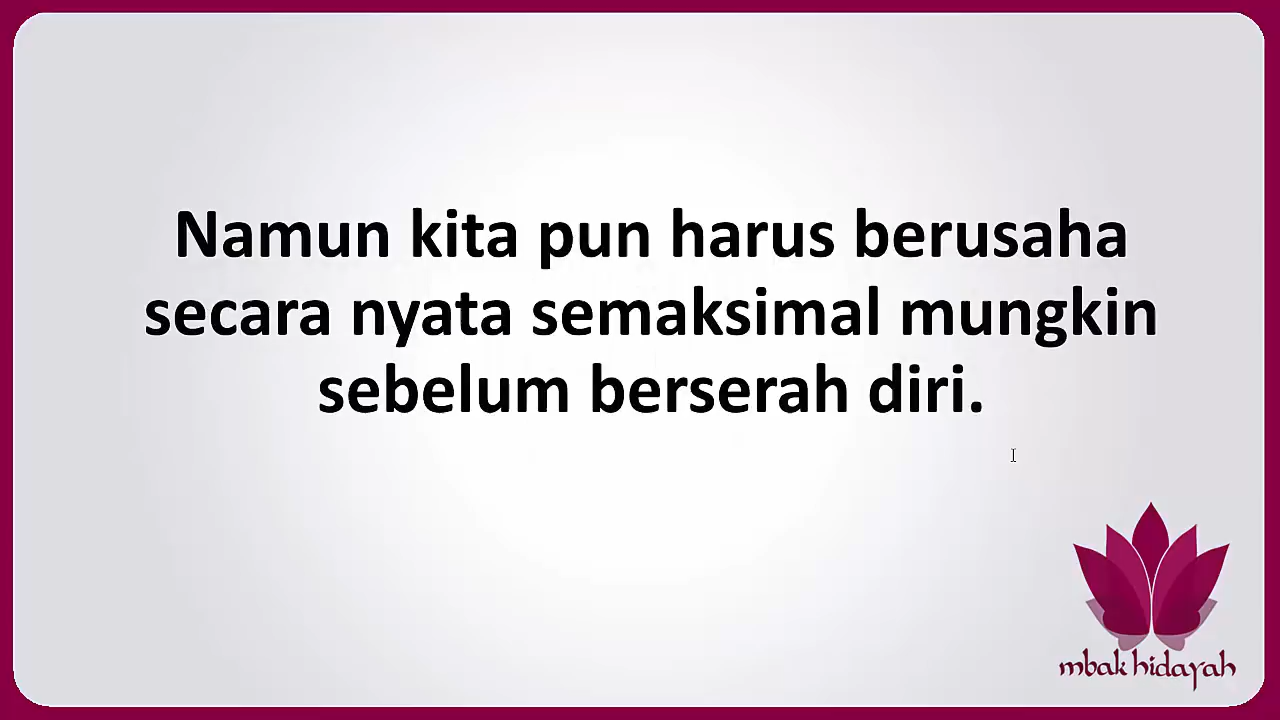 Namun kita pun harus berusaha
secara nyata semaksimal mungkin
sebelum berserah diri.
mbak hidayah